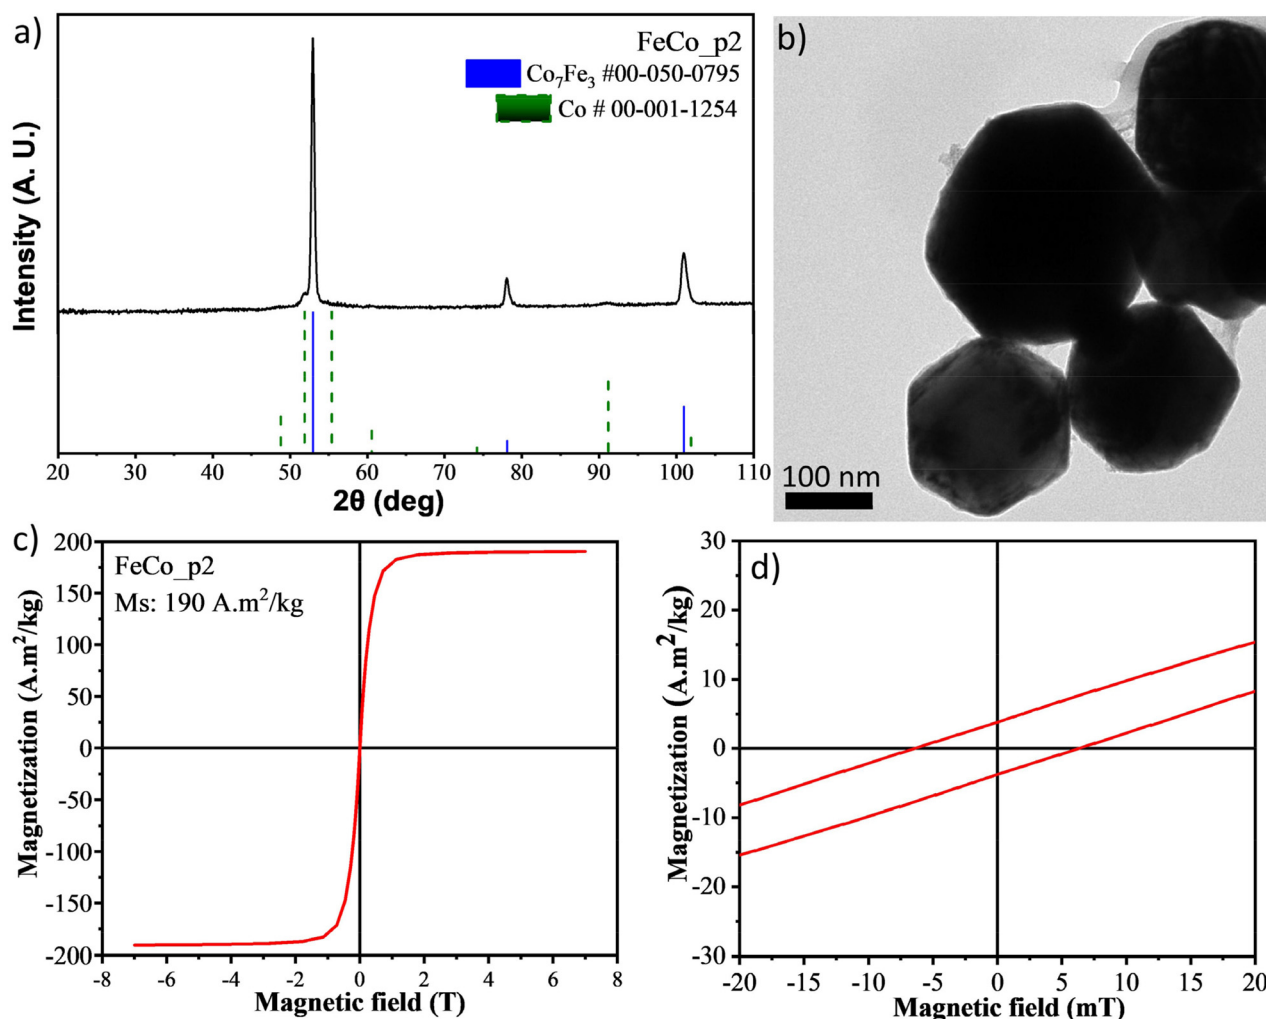 a)
FeCo_p2
Co₇Fe₃ #00-050-0795
Co # 00-001-1254
Intensity (A. U.)
20 30 40 50 60 70 80 90 100 110
2θ (deg)
b)
100 nm
c)
FeCo_p2
Ms: 190 A.m²/kg
Magnetization (A.m²/kg)
200
150
100
50
0
-50
-100
-150
-200
-8 -6 -4 -2 0 2 4 6 8
Magnetic field (T)
d)
Magnetization (A.m²/kg)
30
20
10
0
-10
-20
-30
-20 -15 -10 -5 0 5 10 15 20
Magnetic field (mT)